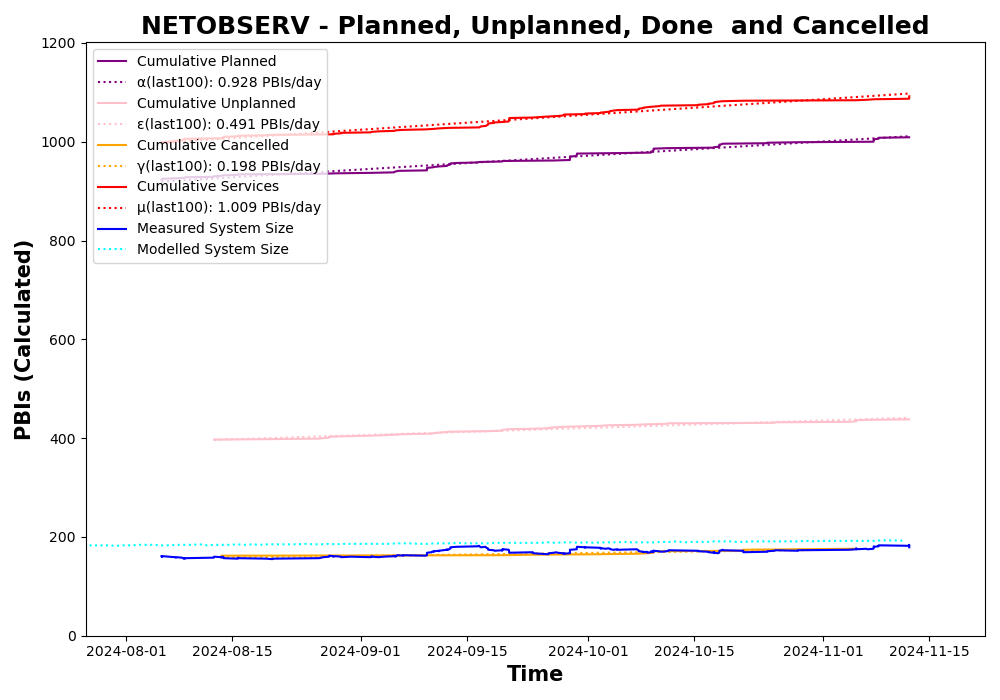 NETOBSERV - Planned, Unplanned, Done  and Cancelled
PBIs (Calculated)
1200
1000
800
600
400
200
0
Cumulative Planned
α(last100): 0.928 PBIs/day
Cumulative Unplanned
ε(last100): 0.491 PBIs/day
Cumulative Cancelled
γ(last100): 0.198 PBIs/day
Cumulative Services
μ(last100): 1.009 PBIs/day
Measured System Size
Modelled System Size
2024-08-01 2024-08-15 2024-09-01 2024-09-15 2024-10-01 2024-10-15 2024-11-01 2024-11-15
Time